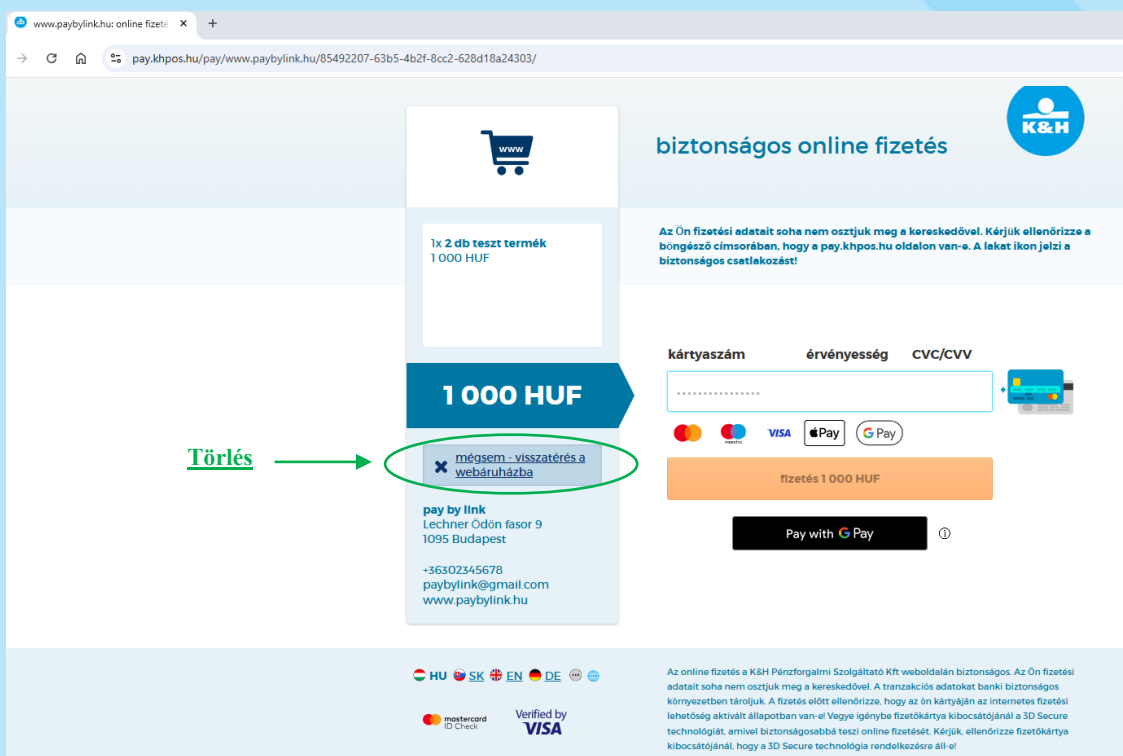 www.paybylink.hu: online fizeté
pay.khpos.hu/pay/www.paybylink.hu/85492207-63b5-4b2f-8cc2-628d18a24303/
www
biztonságos online fizetés
K&H
1x 2 db teszt termék
1 000 HUF
Az Ön fizetési adatait soha nem osztjuk meg a kereskedővel. Kérjük ellenőrizze a
böngésző címsorában, hogy a pay.khpos.hu oldalon van-e. A lakat ikon jelzi a
biztonságos csatlakozást!
kártyaszám érvényesség CVC/CVV
1 000 HUF
maestro VISA Pay G Pay
Törlés
mégsem - visszatérés a
webáruházba
fizetés 1 000 HUF
pay by link
Lechner Ödön fasor 9
1095 Budapest
Pay with G Pay
+36302345678
paybylink@gmail.com
www.paybylink.hu
HU SK EN DE
mastercard
ID Check
Verified by
VISA
Az online fizetés a K&H Pénzforgalmi Szolgáltató Kft weboldalán biztonságos. Az Ön fizetési
adatait soha nem osztjuk meg a kereskedővel. A tranzakciós adatokat banki biztonságos
környezetben tároljuk. A fizetés előtt ellenőrizze, hogy az ön kártyáján az internetes fizetési
lehetőség aktivált állapotban van-e! Vegye igénybe fizetőkártya kibocsátójánál a 3D Secure
technológiát, amivel biztonságosabbá teszi online fizetését. Kérjük, ellenőrizze fizetőkártya
kibocsátójánál, hogy a 3D Secure technológia rendelkezésre áll-e!